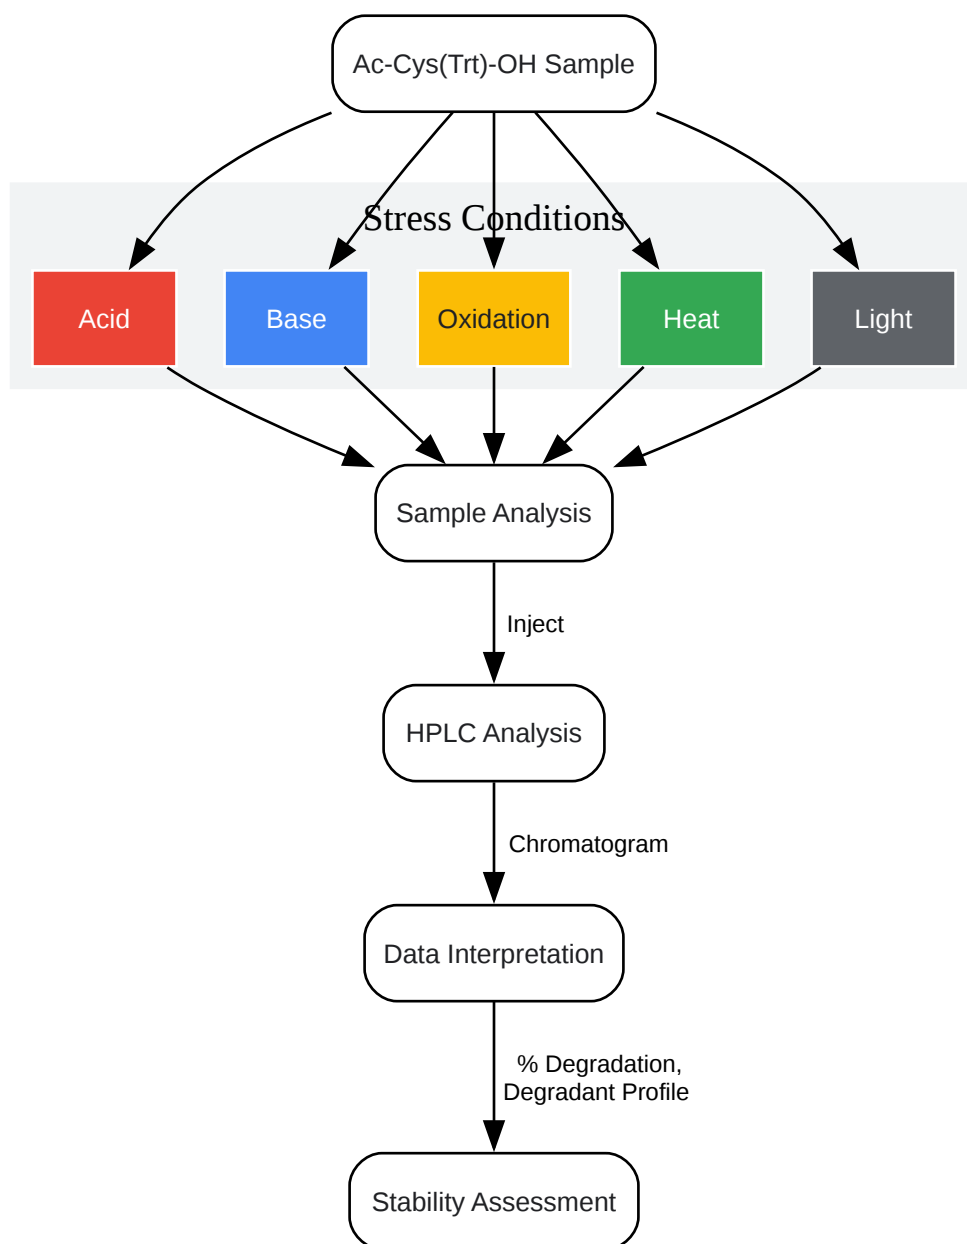 Ac-Cys(Trt)-OH Sample
Stress Conditions
Acid
Base
Oxidation
Heat
Light
Sample Analysis
Inject
HPLC Analysis
Chromatogram
Data Interpretation
% Degradation,
Degradant Profile
Stability Assessment